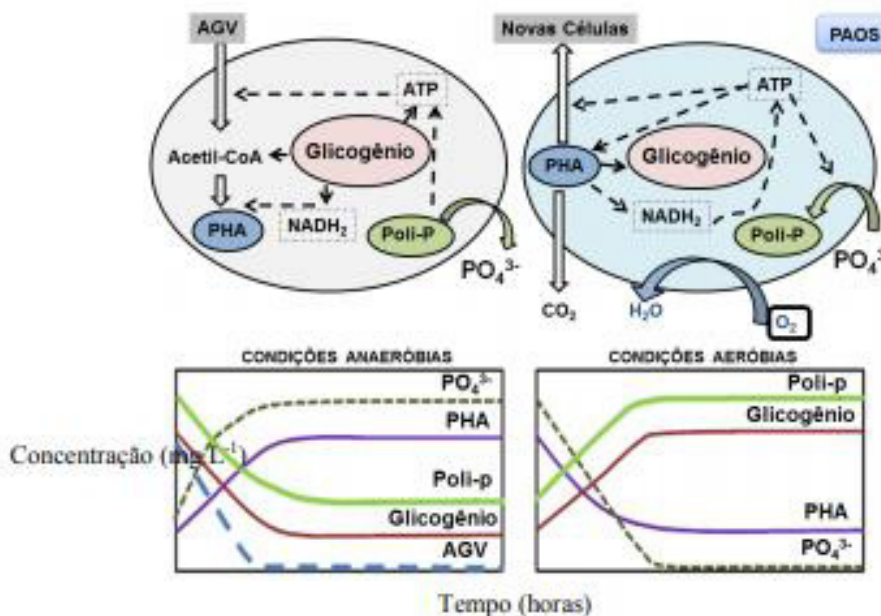 AGV
ATP
Acetil-CoA
Glicogênio
PHA
NADH₂
Poli-P
PO₄³⁻
Novas Células
PAOS
ATP
PHA
Glicogênio
NADH₂
Poli-P
PO₄³
CO₂
H₂O
O₂
CONDIÇÕES ANAERÓBIAS
PO₄³⁻
PHA
Poli-p
Glicogênio
AGV
CONDIÇÕES AERÓBIAS
Poli-p
Glicogênio
PHA
PO₄³⁻
Concentração (mg L⁻¹)
Tempo (horas)